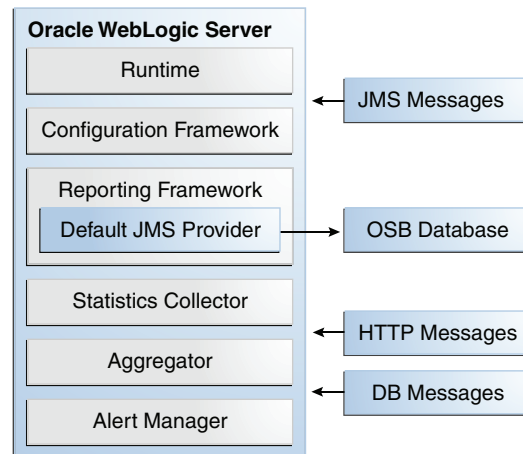 Oracle WebLogic Server
Runtime
JMS Messages
Configuration Framework
Reporting Framework
Default JMS Provider
OSB Database
Statistics Collector
HTTP Messages
Aggregator
DB Messages
Alert Manager